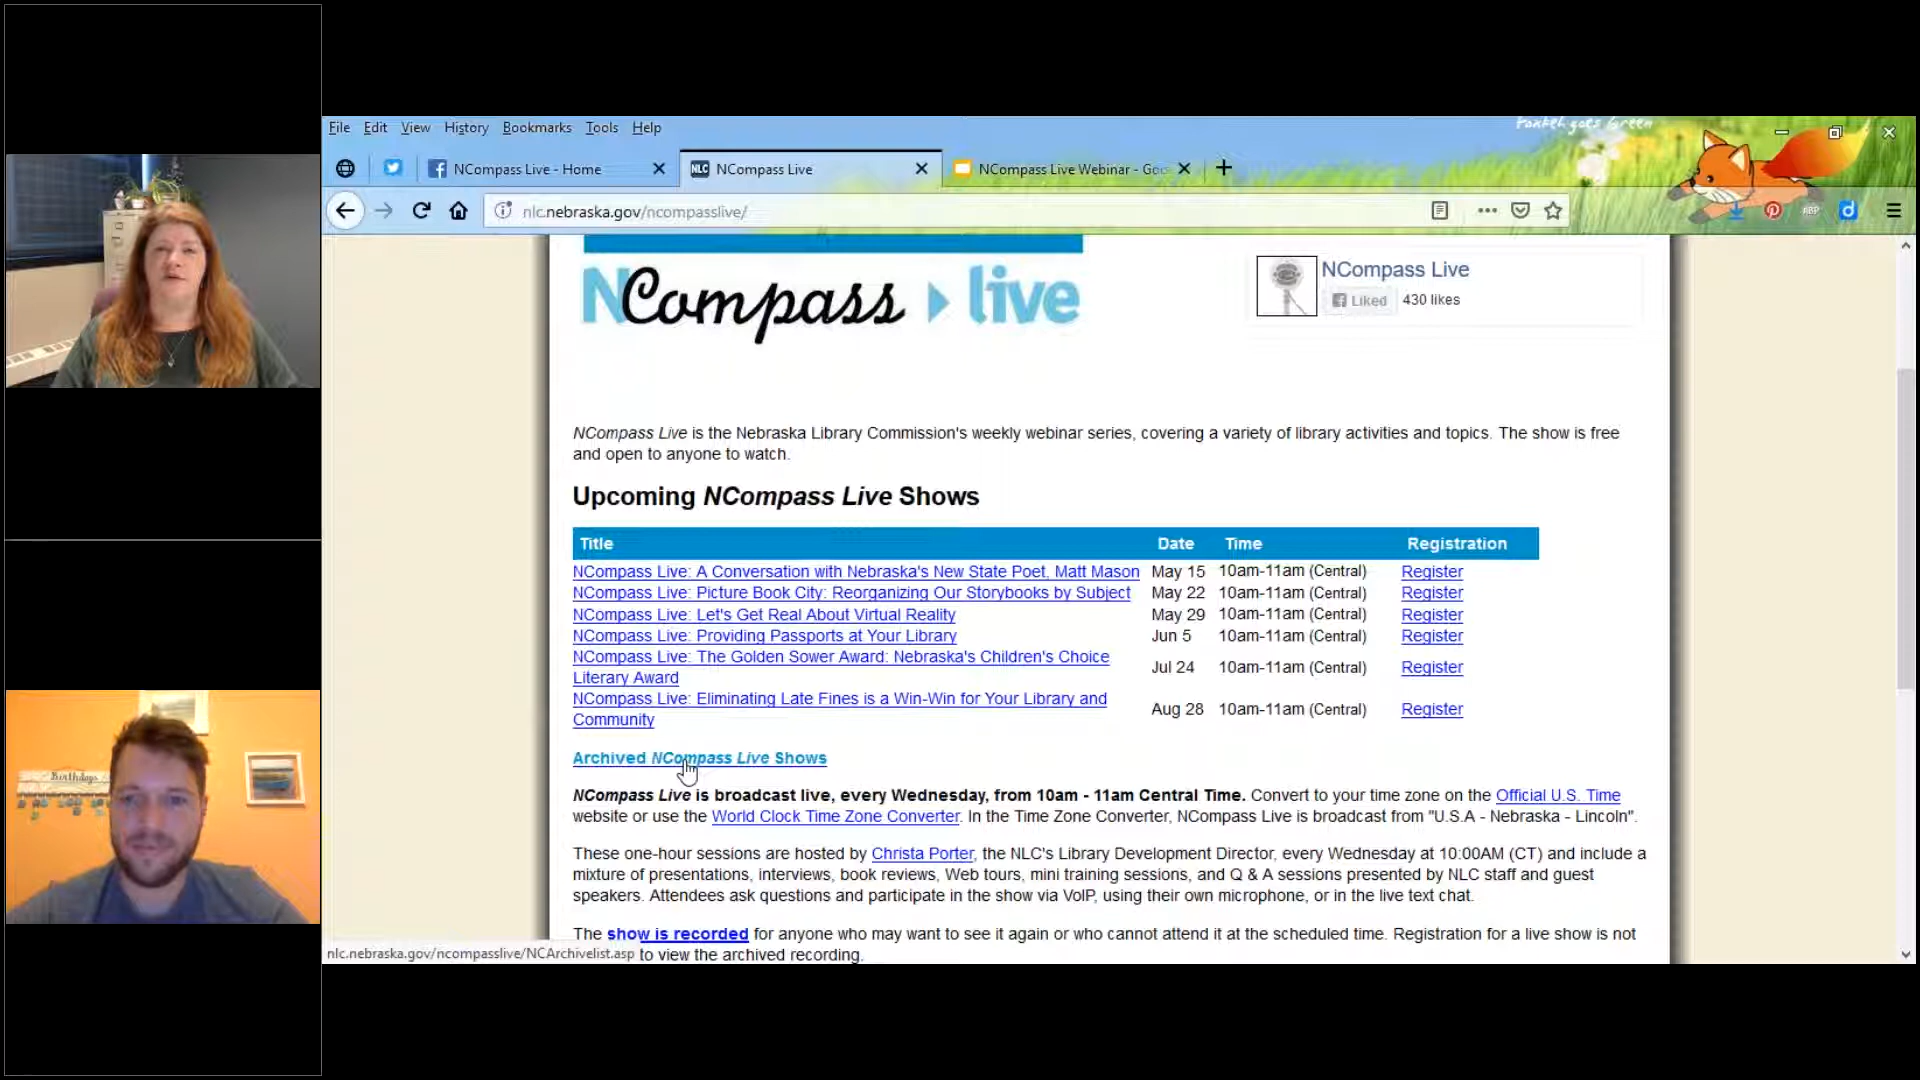 File Edit View History Bookmarks Tools Help
NCompass Live - Home
NLC NCompass Live
NCompass Live Webinar - Goo
nlc.nebraska.gov/ncompasslive/
ABP
NCompass live
NCompass Live
Liked 430 likes
NCompass Live is the Nebraska Library Commission's weekly webinar series, covering a variety of library activities and topics. The show is free
and open to anyone to watch.
Upcoming NCompass Live Shows
Title Date Time Registration
NCompass Live: A Conversation with Nebraska's New State Poet, Matt Mason May 15 10am-11am (Central) Register
NCompass Live: Picture Book City: Reorganizing Our Storybooks by Subject May 22 10am-11am (Central) Register
NCompass Live: Let's Get Real About Virtual Reality May 29 10am-11am (Central) Register
NCompass Live: Providing Passports at Your Library Jun 5 10am-11am (Central) Register
NCompass Live: The Golden Sower Award: Nebraska's Children's Choice
Literary Award Jul 24 10am-11am (Central) Register
NCompass Live: Eliminating Late Fines is a Win-Win for Your Library and
Community Aug 28 10am-11am (Central) Register
Archived NCompass Live Shows
NCompass Live is broadcast live, every Wednesday, from 10am - 11am Central Time. Convert to your time zone on the Official U.S. Time
website or use the World Clock Time Zone Converter. In the Time Zone Converter, NCompass Live is broadcast from "U.S.A - Nebraska - Lincoln".
These one-hour sessions are hosted by Christa Porter, the NLC's Library Development Director, every Wednesday at 10:00AM (CT) and include a
mixture of presentations, interviews, book reviews, Web tours, mini training sessions, and Q & A sessions presented by NLC staff and guest
speakers. Attendees ask questions and participate in the show via VoIP, using their own microphone, or in the live text chat.
The show is recorded for anyone who may want to see it again or who cannot attend it at the scheduled time. Registration for a live show is not
nlc.nebraska.gov/ncompasslive/NCArchivelist.asp to view the archived recording.
Birthdays